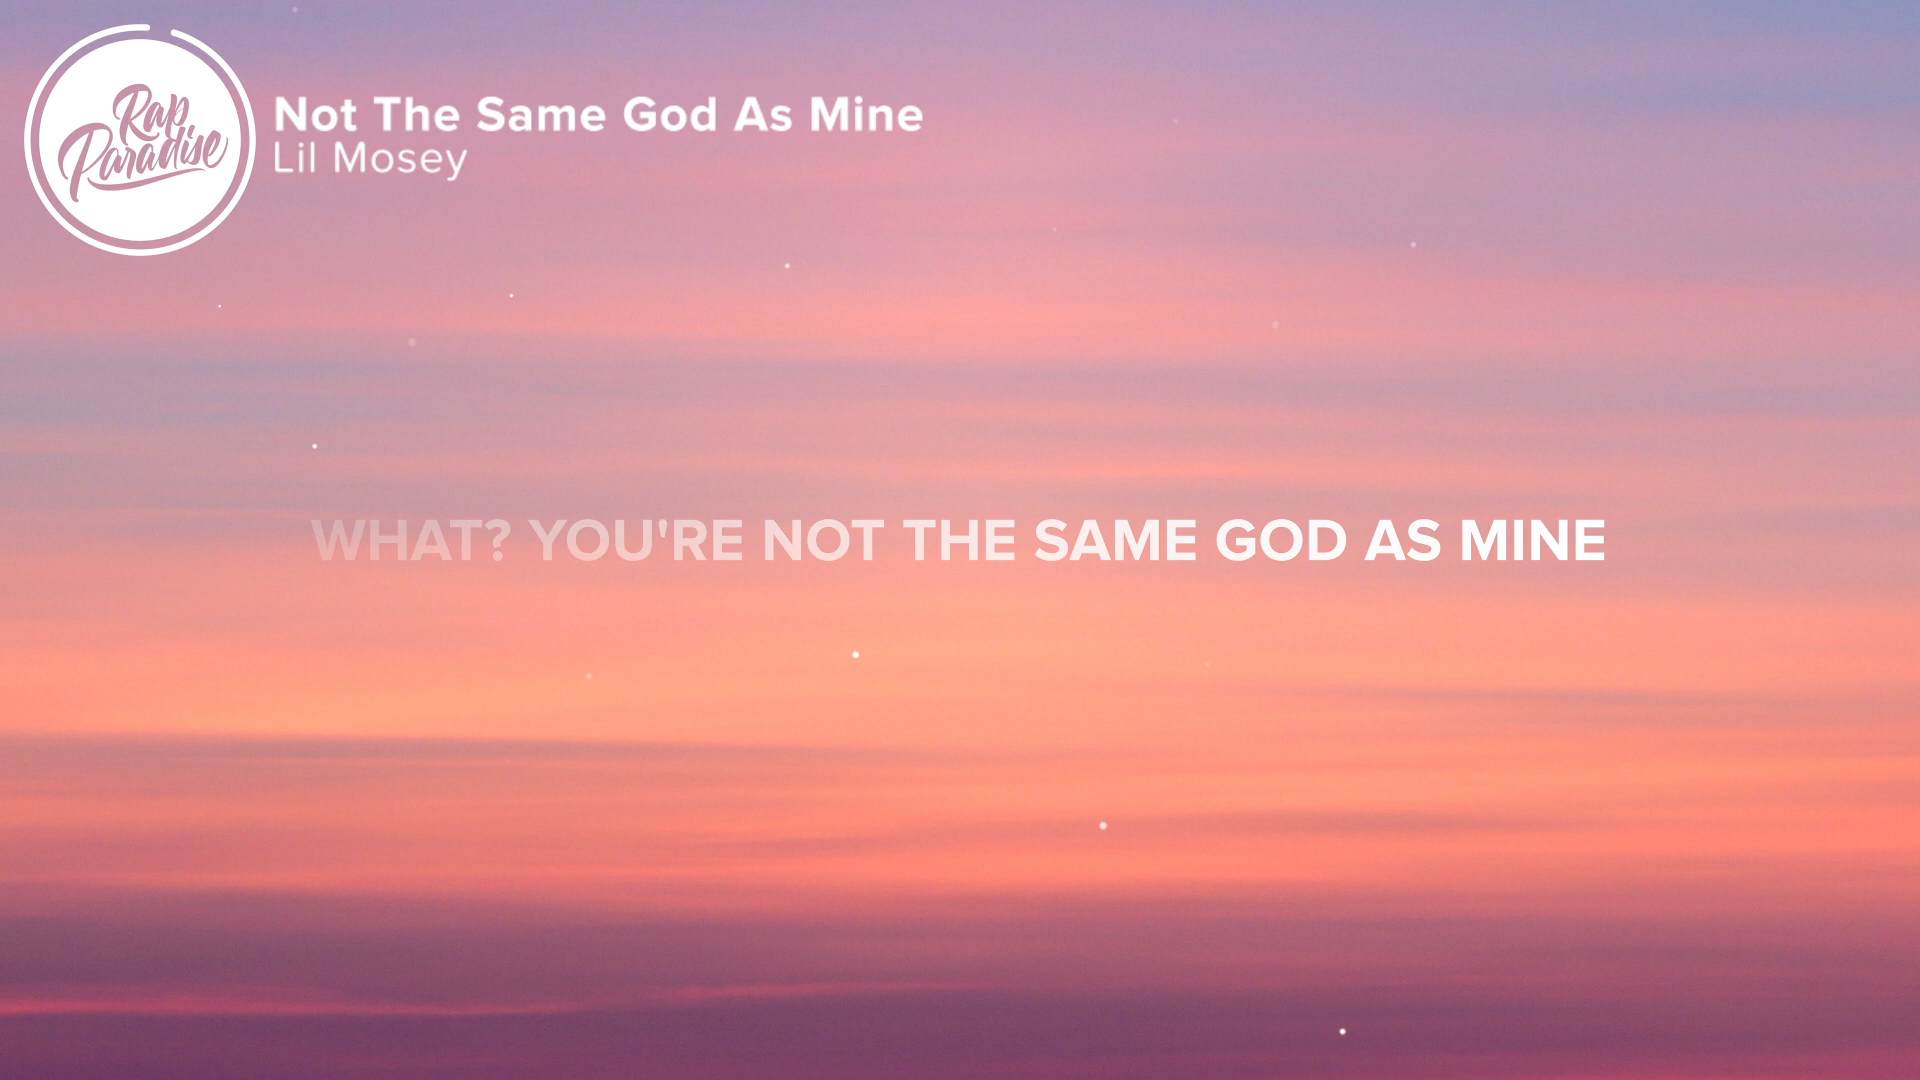 Rap
Paradise
Not The Same God As Mine
Lil Mosey
WHAT? YOU'RE NOT THE SAME GOD AS MINE